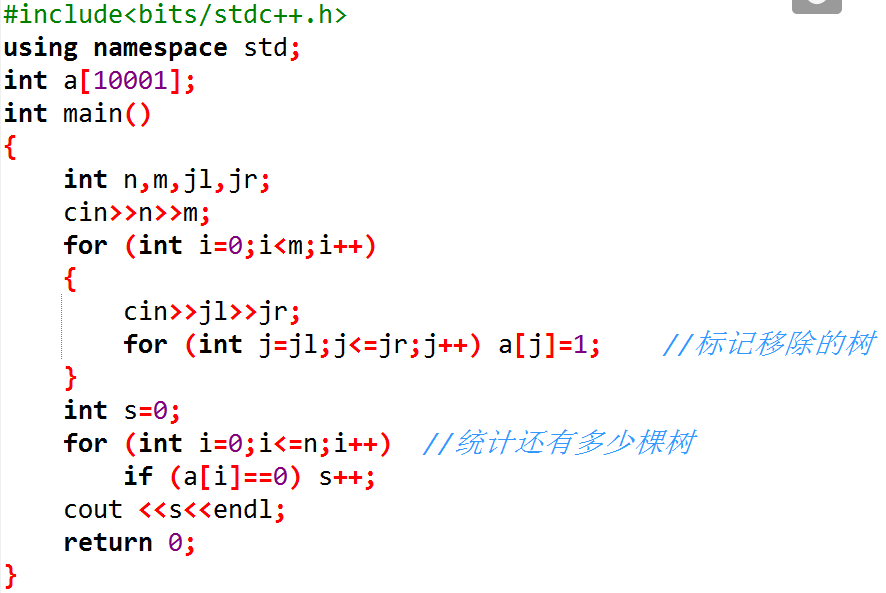 #include<bits/stdc++.h>
using namespace std;
int a[10001];
int main()
{
    int n,m,jl,jr;
    cin>>n>>m;
    for (int i=0;i<m;i++)
    {
        cin>>jl>>jr;
        for (int j=jl;j<=jr;j++) a[j]=1;    //标记移除的树
    }
    int s=0;
    for (int i=0;i<=n;i++)  //统计还有多少棵树
        if (a[i]==0) s++;
    cout <<s<<endl;
    return 0;
}